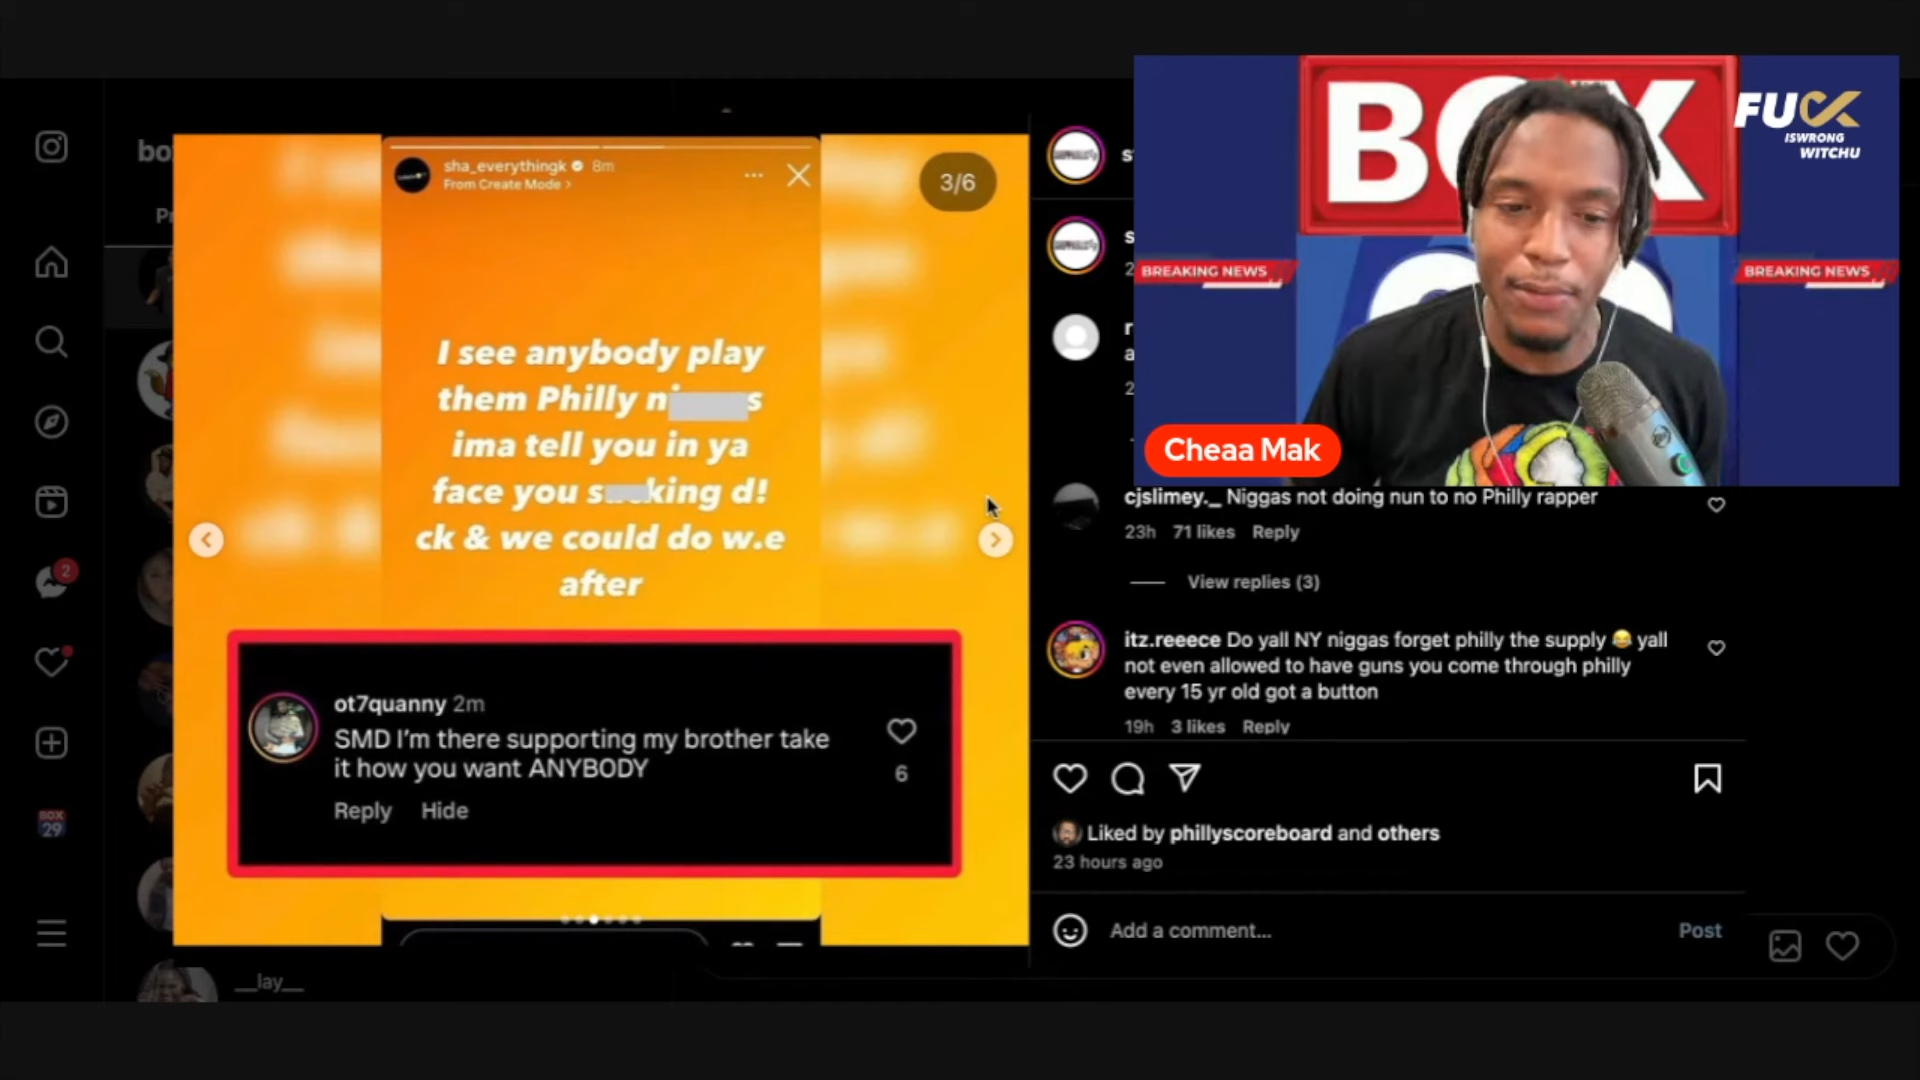 bo
sha_everythingk 8m
From Create Mode >
3/6
I see anybody play
them Philly ni s
ima tell you in ya
face you s king d!
ck & we could do w.e
after
ot7quanny 2m
SMD I'm there supporting my brother take
it how you want ANYBODY
6
Reply Hide
BOX
FUCK
ISWRONG
WITCHU
BREAKING NEWS
BREAKING NEWS
Cheaa Mak
cjslimey._ Niggas not doing nun to no Philly rapper
23h 71 likes Reply
View replies (3)
itz.reeece Do yall NY niggas forget philly the supply 😂 yall
not even allowed to have guns you come through philly
every 15 yr old got a button
19h 3 likes Reply
Liked by phillyscoreboard and others
23 hours ago
Add a comment...
Post
2
BOX
29
__lay__